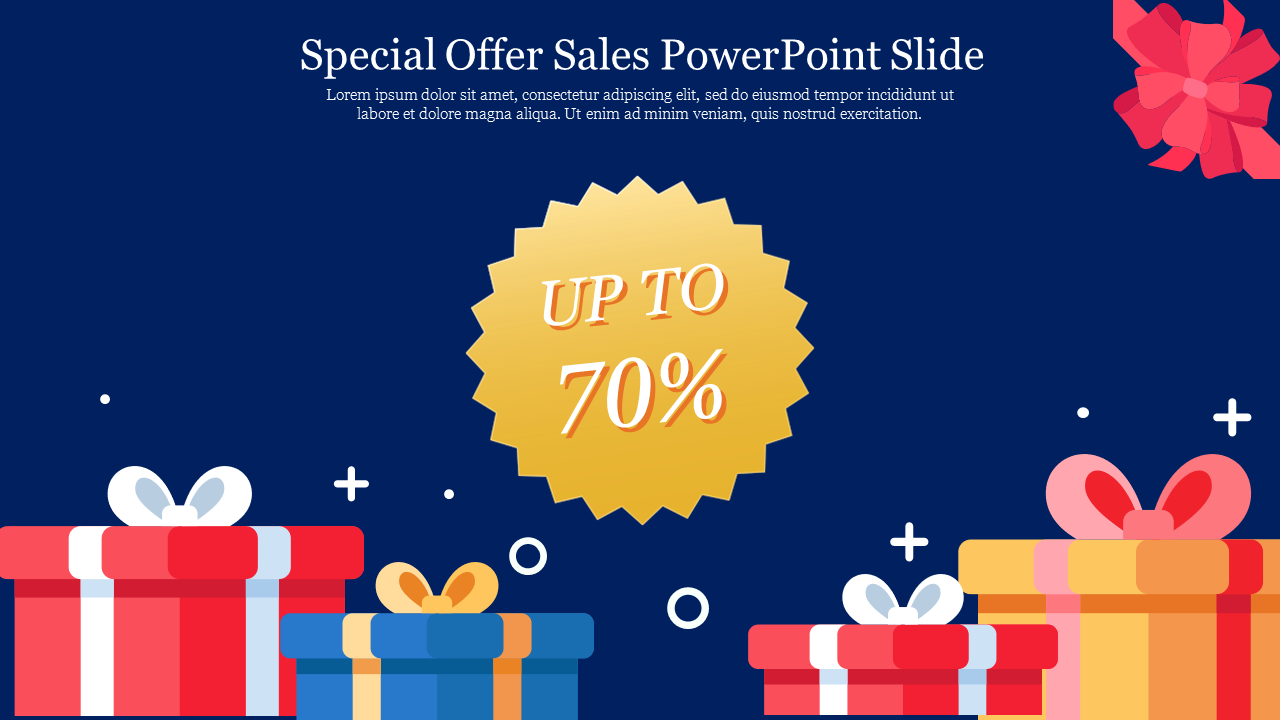 Special Offer Sales PowerPoint Slide
Lorem ipsum dolor sit amet, consectetur adipiscing elit, sed do eiusmod tempor incididunt ut
labore et dolore magna aliqua. Ut enim ad minim veniam, quis nostrud exercitation.
UP TO
70%